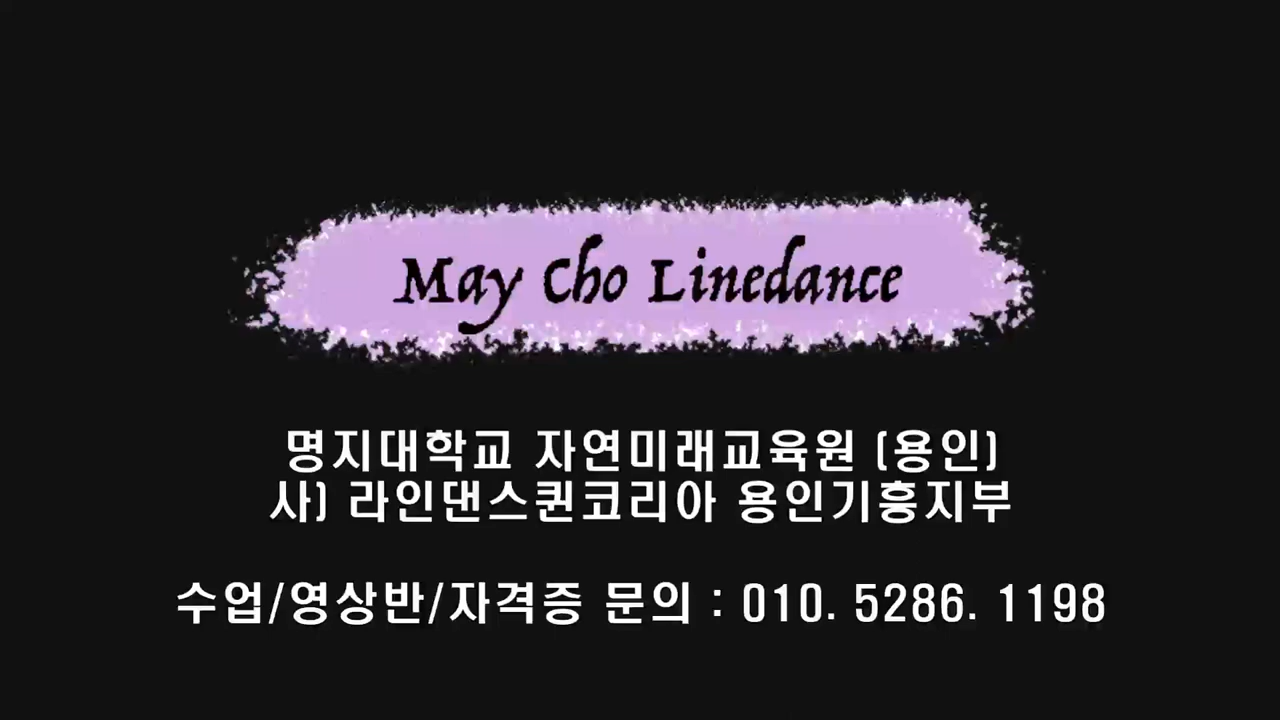 May Cho Linedance
명지대학교 자연미래교육원 (용인)
사) 라인댄스퀸코리아 용인기흥지부
수업/영상반/자격증 문의 : 010. 5286. 1198